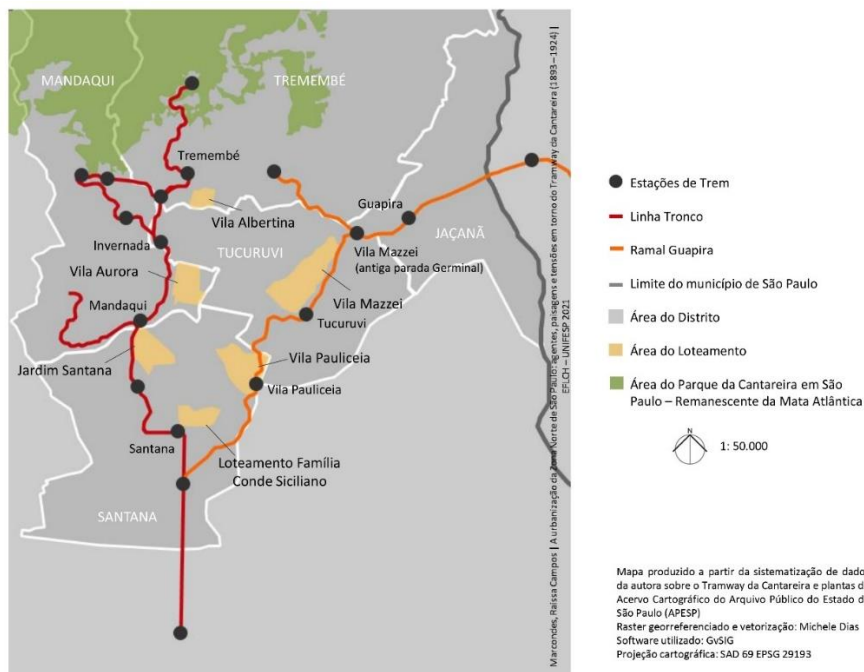 MANDAQUI
TREMEMBÉ
Tremembé
Vila Albertina
Guapira
Invernada
TUCURUVI
JAÇANÃ
Vila Mazzei
(antiga parada Germinal)
Vila Aurora
Mandaqui
Vila Mazzei
Tucuruvi
Jardim Santana
Vila Pauliceia
Vila Pauliceia
Santana
Loteamento Família
Conde Siciliano
SANTANA
Marcondes, Raíssa Campos | A urbanização da Zona Norte de São Paulo: agentes, paisagens e tensões em torno do Tramway da Cantareira (1893 – 1924) |
EFLCH – UNIFESP 2021
Estações de Trem
Linha Tronco
Ramal Guapira
Limite do município de São Paulo
Área do Distrito
Área do Loteamento
Área do Parque da Cantareira em São
Paulo – Remanescente da Mata Atlântica
N
1: 50.000
Mapa produzido a partir da sistematização de dado
da autora sobre o Tramway da Cantareira e plantas d
Acervo Cartográfico do Arquivo Público do Estado d
São Paulo (APESP)
Raster georreferenciado e vetorização: Michele Dias
Software utilizado: GvSIG
Projeção cartográfica: SAD 69 EPSG 29193